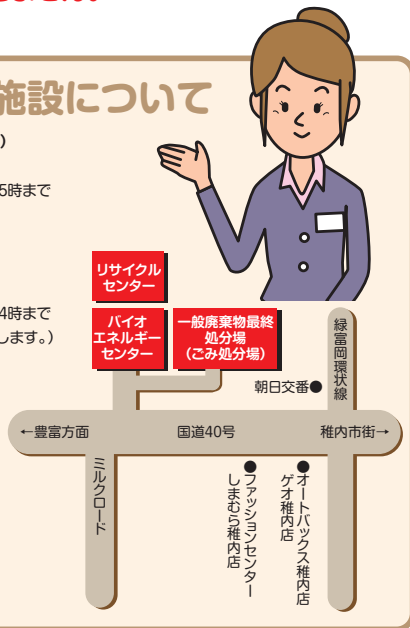 施設について
)
5時まで
4時まで
します。)
リサイクル
センター
バイオ
エネルギー
センター
一般廃棄物最終
処分場
(ごみ処分場)
緑富岡環状線
朝日交番●
←豊富方面
国道40号
稚内市街→
ミルクロード
●ファッションセンター
しまむら稚内店
●オートバックス稚内店
ゲオ稚内店